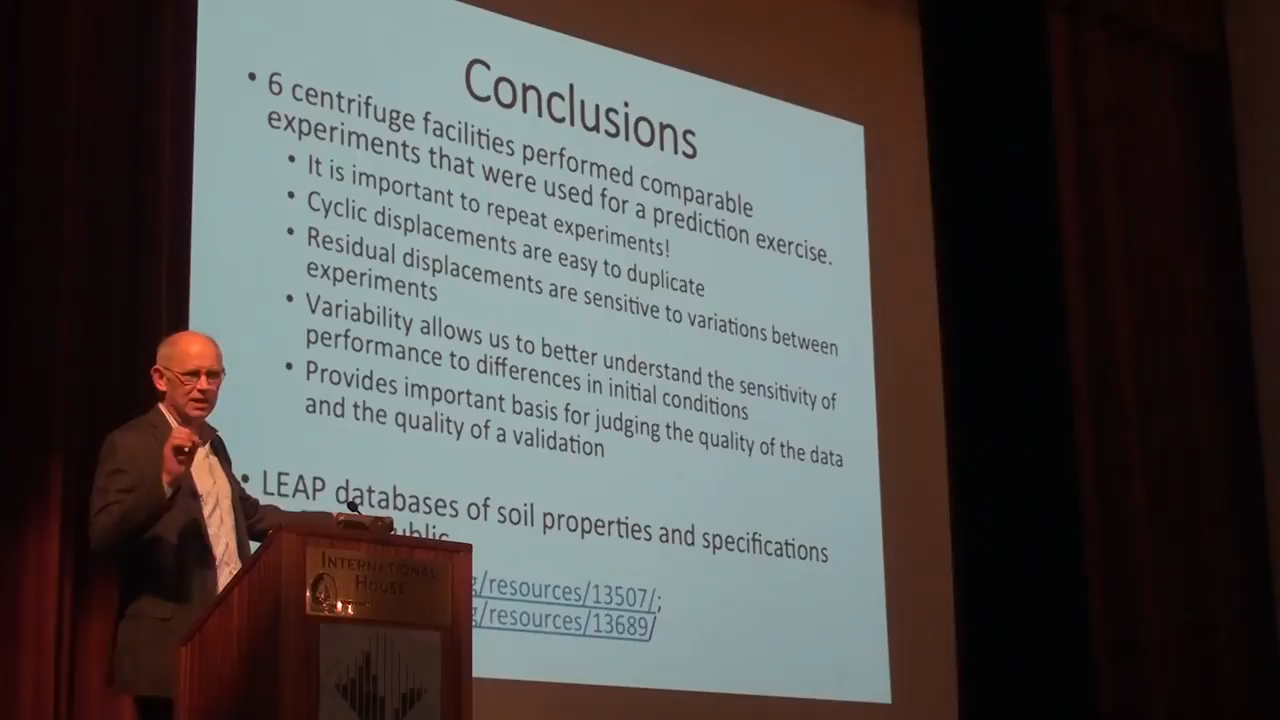 Conclusions
• 6 centrifuge facilities performed comparable
experiments that were used for a prediction exercise.
• It is important to repeat experiments!
• Cyclic displacements are easy to duplicate
• Residual displacements are sensitive to variations between
experiments
• Variability allows us to better understand the sensitivity of
performance to differences in initial conditions
• Provides important basis for judging the quality of the data
and the quality of a validation
• LEAP databases of soil properties and specifications
/resources/13507/;
/resources/13689/
INTERNATIONAL
HOUSE